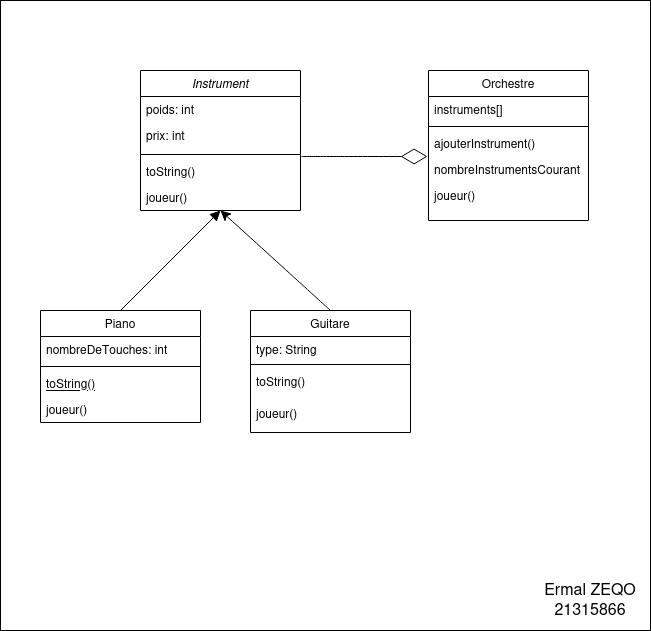 Instrument
poids: int
prix: int
toString()
joueur()
Orchestre
instruments[]
ajouterInstrument()
nombreInstrumentsCourant
joueur()
Piano
nombreDeTouches: int
toString()
joueur()
Guitare
type: String
toString()
joueur()
Ermal ZEQO
21315866